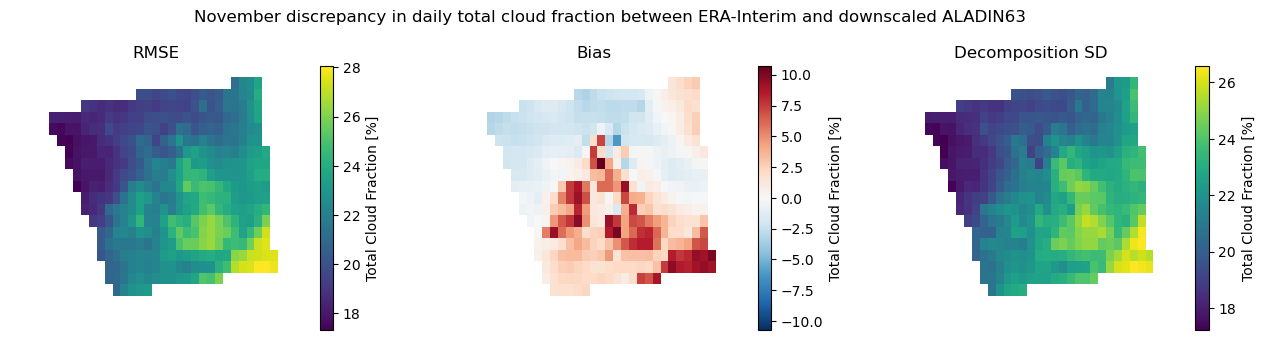 November discrepancy in daily total cloud fraction between ERA-Interim and downscaled ALADIN63
RMSE
28
26
24
22
20
18
Total Cloud Fraction [%]
Bias
10.0
7.5
5.0
2.5
0.0
−2.5
−5.0
−7.5
−10.0
Total Cloud Fraction [%]
Decomposition SD
26
24
22
20
18
Total Cloud Fraction [%]